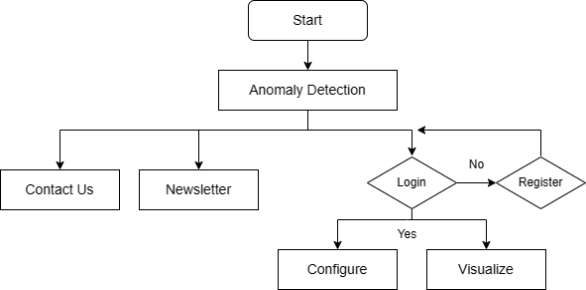 Start
Anomaly Detection
Contact Us
Newsletter
Login
No
Register
Yes
Configure
Visualize